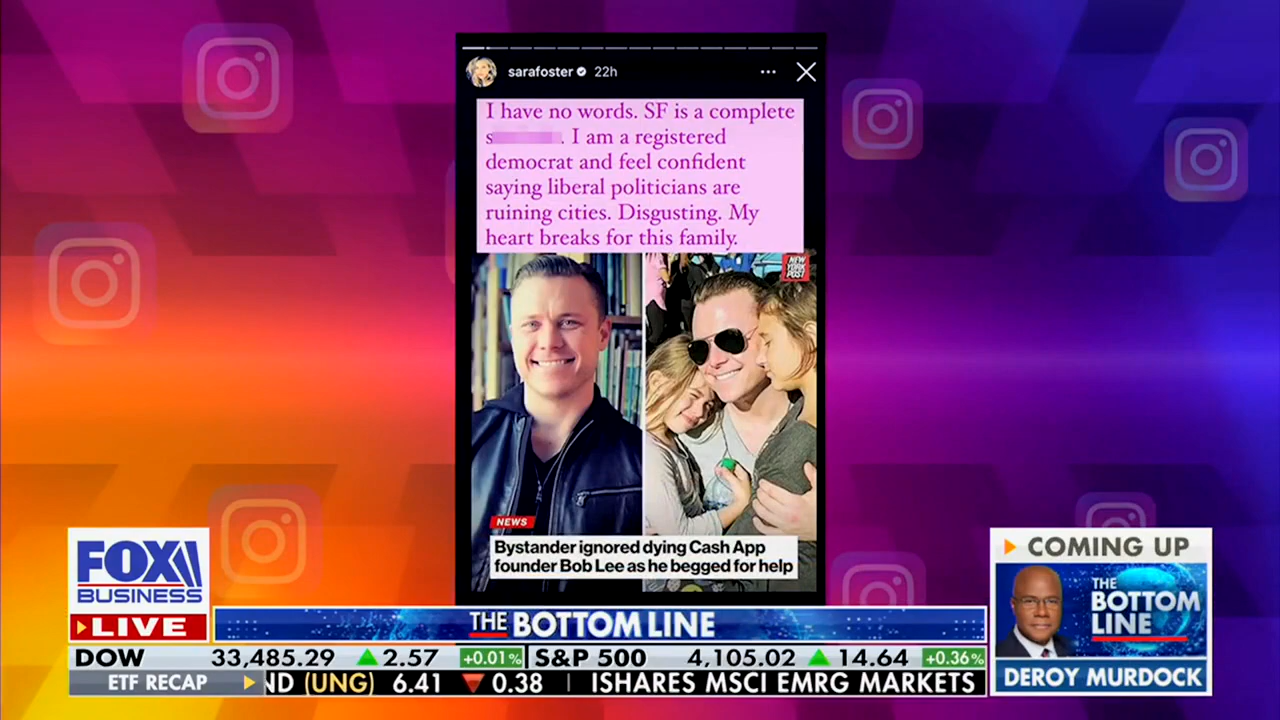 sarafoster 22h
I have no words. SF is a complete
s . I am a registered
democrat and feel confident
saying liberal politicians are
ruining cities. Disgusting. My
heart breaks for this family.
NEW
YORK
POST
NEWS
Bystander ignored dying Cash App
founder Bob Lee as he begged for help
FOX
BUSINESS
LIVE
THE BOTTOM LINE
COMING UP
THE
BOTTOM
LINE
DEROY MURDOCK
DOW 33,485.29 2.57 +0.01% S&P 500 4,105.02 14.64 +0.36%
ETF RECAP ND (UNG) 6.41 0.38 | ISHARES MSCI EMRG MARKETS